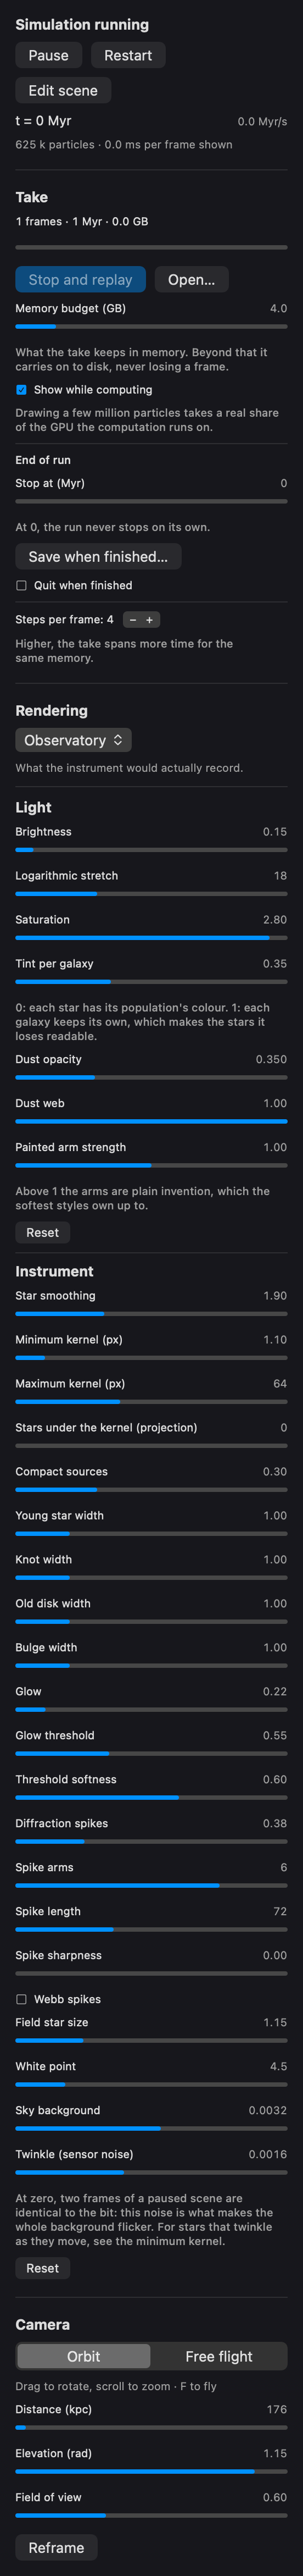 Simulation running
Pause Restart
Edit scene
t = 0 Myr 0.0 Myr/s
625 k particles · 0.0 ms per frame shown
Take
1 frames · 1 Myr · 0.0 GB
Stop and replay Open...
Memory budget (GB) 4.0
What the take keeps in memory. Beyond that it
carries on to disk, never losing a frame.
Show while computing
Drawing a few million particles takes a real share
of the GPU the computation runs on.
End of run
Stop at (Myr) 0
At 0, the run never stops on its own.
Save when finished...
Quit when finished
Steps per frame: 4 − +
Higher, the take spans more time for the
same memory.
Rendering
Observatory
What the instrument would actually record.
Light
Brightness 0.15
Logarithmic stretch 18
Saturation 2.80
Tint per galaxy 0.35
0: each star has its population's colour. 1: each
galaxy keeps its own, which makes the stars it
loses readable.
Dust opacity 0.350
Dust web 1.00
Painted arm strength 1.00
Above 1 the arms are plain invention, which the
softest styles own up to.
Reset
Instrument
Star smoothing 1.90
Minimum kernel (px) 1.10
Maximum kernel (px) 64
Stars under the kernel (projection) 0
Compact sources 0.30
Young star width 1.00
Knot width 1.00
Old disk width 1.00
Bulge width 1.00
Glow 0.22
Glow threshold 0.55
Threshold softness 0.60
Diffraction spikes 0.38
Spike arms 6
Spike length 72
Spike sharpness 0.00
Webb spikes
Field star size 1.15
White point 4.5
Sky background 0.0032
Twinkle (sensor noise) 0.0016
At zero, two frames of a paused scene are
identical to the bit: this noise is what makes the
whole background flicker. For stars that twinkle
as they move, see the minimum kernel.
Reset
Camera
Orbit Free flight
Drag to rotate, scroll to zoom · F to fly
Distance (kpc) 176
Elevation (rad) 1.15
Field of view 0.60
Reframe